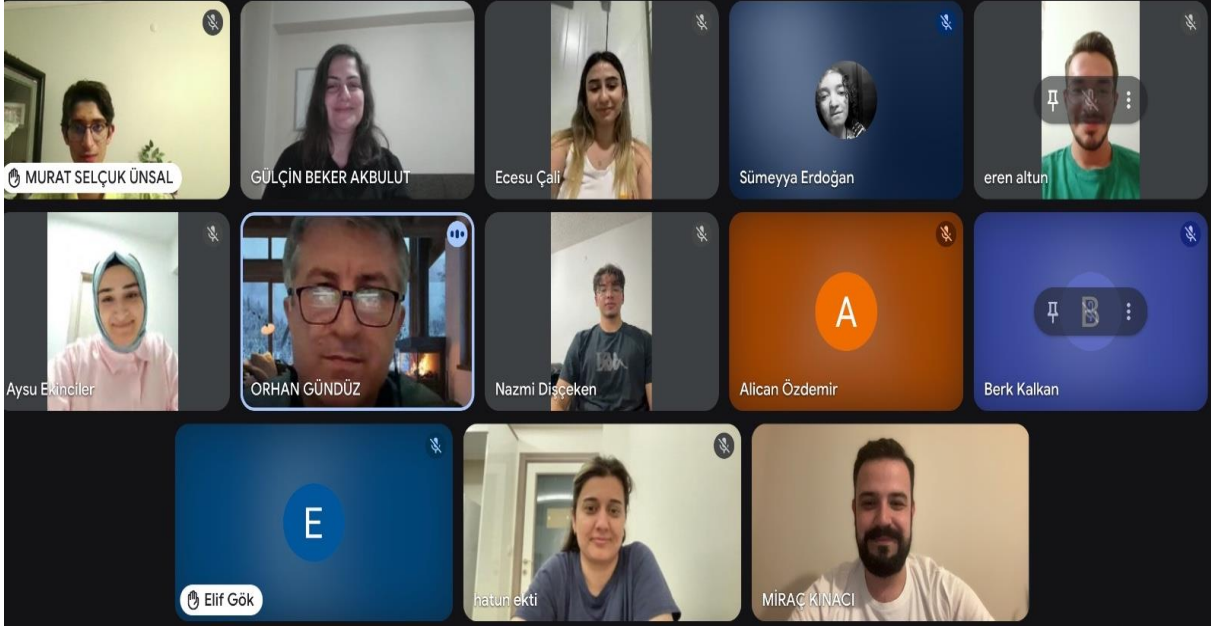 MURAT SELÇUK ÜNSAL
GÜLÇİN BEKER AKBULUT
Ecesu Çali
Sümeyya Erdoğan
eren altun
Aysu Ekinciler
ORHAN GÜNDÜZ
Nazmi Dişçeken
A
Alican Özdemir
B
Berk Kalkan
E
Elif Gök
hatun ekti
MİRAÇ KINACI